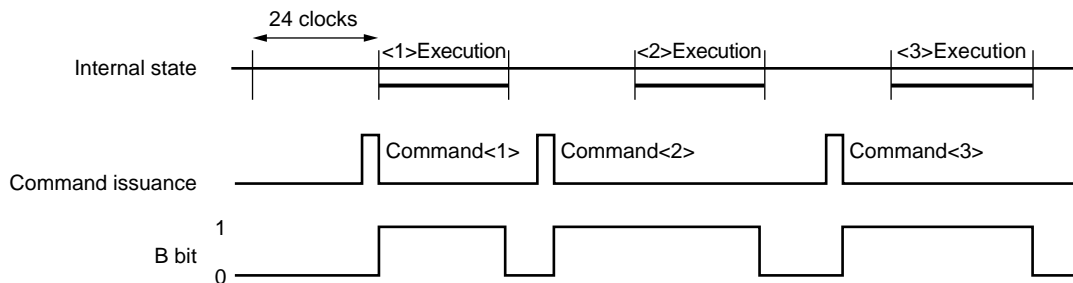 24 clocks
Internal state
<1>Execution
<2>Execution
<3>Execution
Command issuance
Command<1>
Command<2>
Command<3>
B bit
1
0